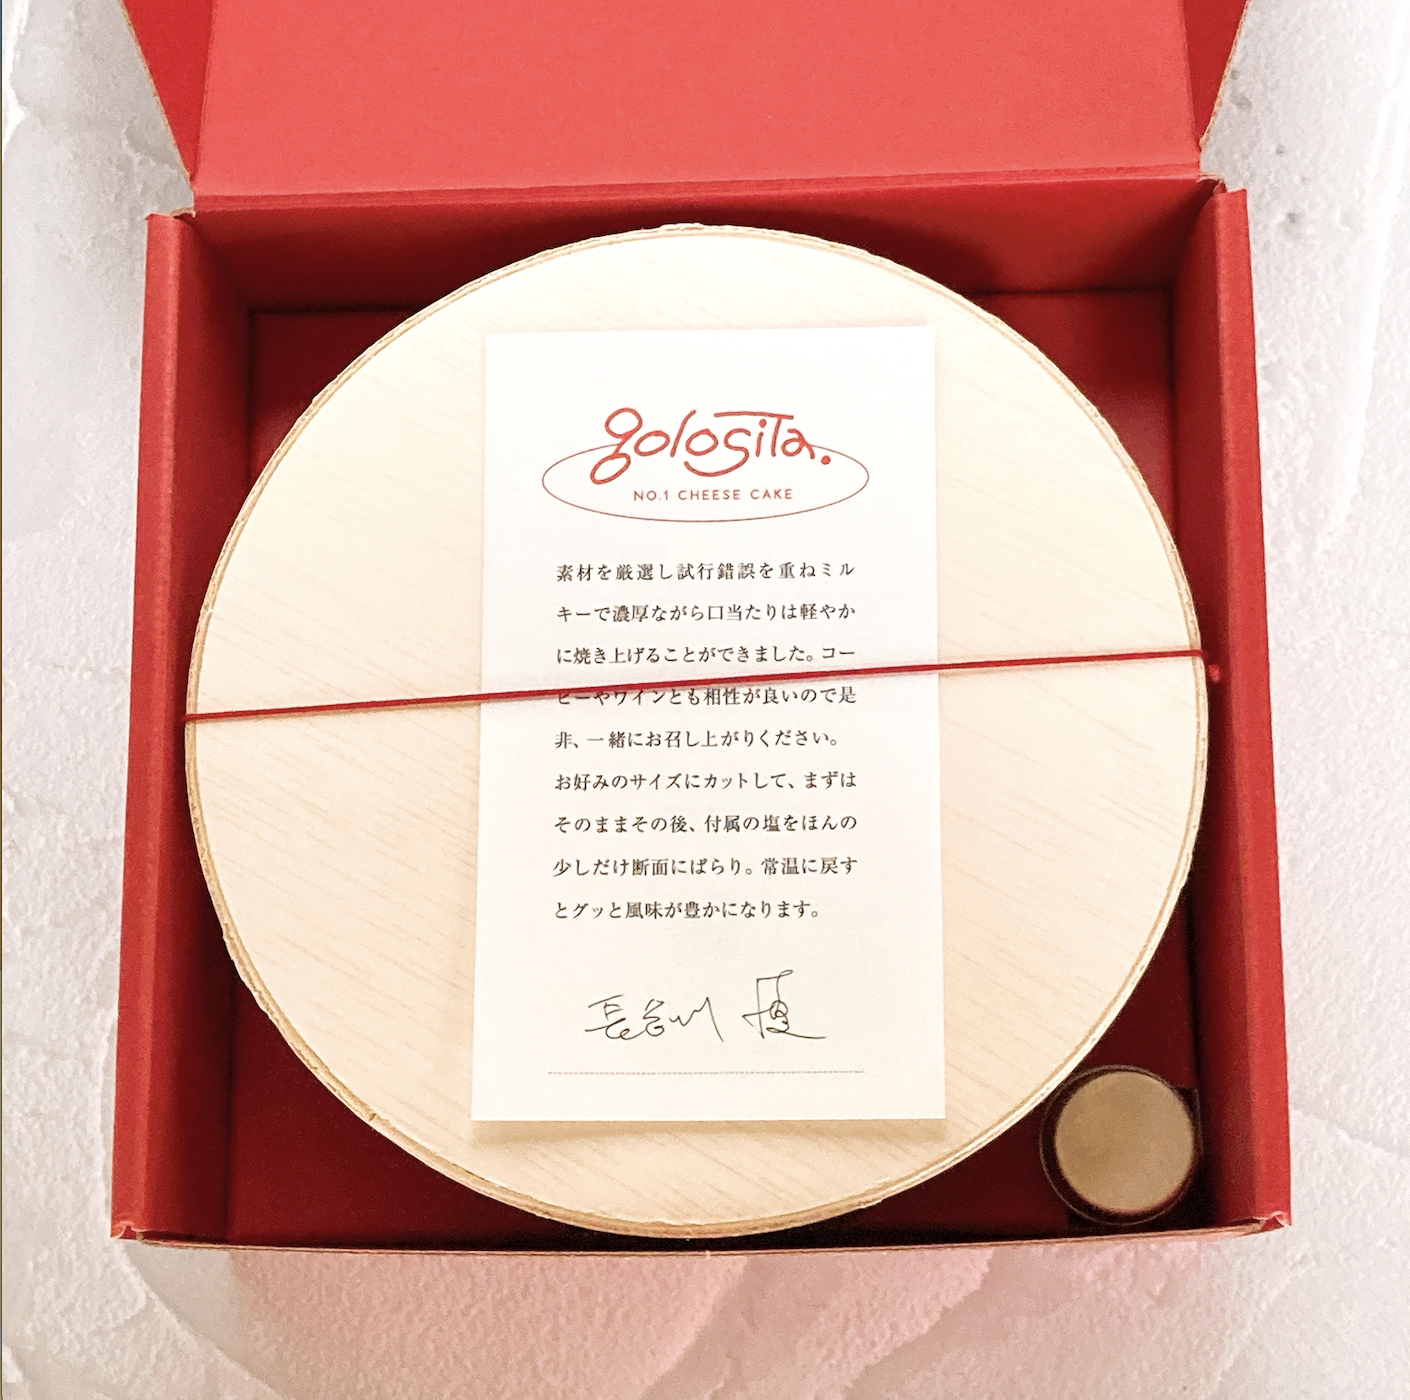 golosita.
NO.1 CHEESE CAKE
素材を厳選し試行錯誤を重ねミル
キーで濃厚ながら口当たりは軽やか
に焼き上げることができました。コー
ヒーやワインとも相性が良いので是
非、一緒にお召し上がりください。
お好みのサイズにカットして、まずは
そのままその後、付属の塩をほんの
少しだけ断面にぱらり。常温に戻す
とグッと風味が豊かになります。
長谷川 優